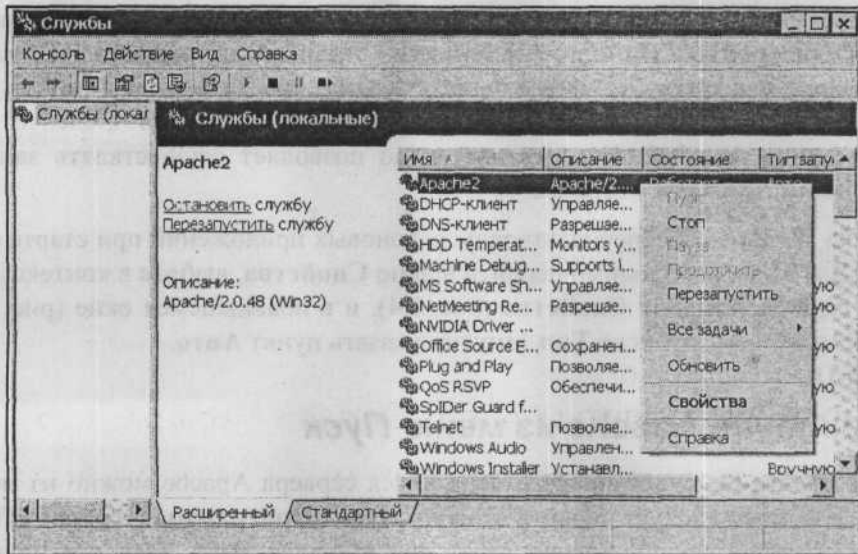 Службы
Консоль Действие Вид Справка
Службы (локал
Службы (локальные)
Apache2
Остановить службу
Перезапустить службу
Описание:
Apache/2.0.48 (Win32)
Имя Описание Состояние Тип запу
Apache2 Apache/2....
DHCP-клиент Управляе...
DNS-клиент Разрешае...
HDD Temperat... Monitors y...
Machine Debug... Supports l...
MS Software Sh... Управляе...
NetMeeting Re... Разрешае...
NVIDIA Driver ...
Office Source E... Сохранен...
Plug and Play Позволяе...
QoS RSVP Обеспечи...
SpIDer Guard f...
Telnet Позволяе...
Windows Audio Управлен...
Windows Installer Устанавл... Вручную
Пуск
Стоп
Пауза
Продолжить
Перезапустить
Все задачи
Обновить
Свойства
Справка
Расширенный Стандартный